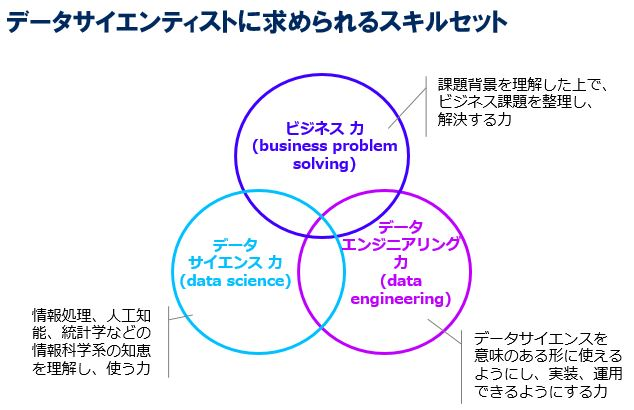 データサイエンティストに求められるスキルセット
課題背景を理解した上で、
ビジネス課題を整理し、
解決する力
ビジネス 力
(business problem
solving)
データ
サイエンス 力
(data science)
データ
エンジニアリング
力
(data
engineering)
情報処理、人工知
能、統計学などの
情報科学系の知恵
を理解し、使う力
データサイエンスを
意味のある形に使える
ようにし、実装、運用
できるようにする力